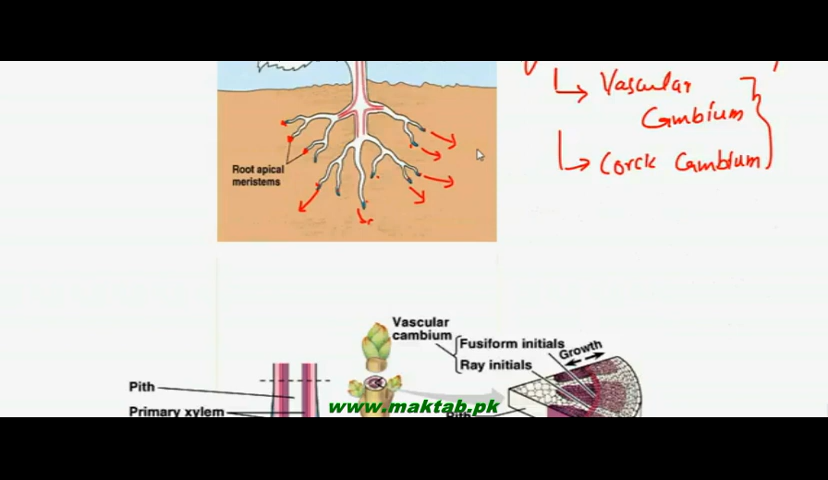 Vascular
Cambium
Corck Cambium
Root apical
meristems
Vascular
cambium
Fusiform initials
Growth
Ray initials
Pith
Primary xylem
www.maktab.pk